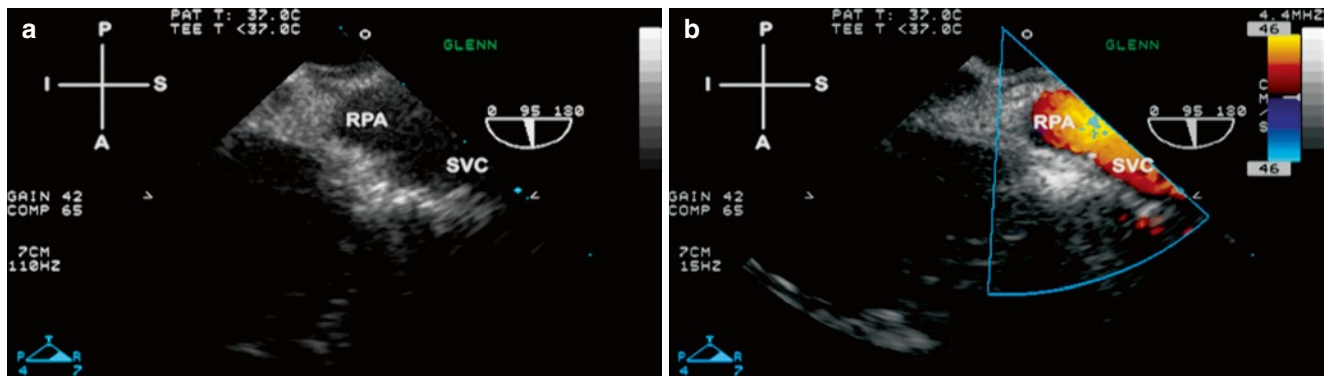 a
PAT T: 37.0C
TEE T <37.0C
GLENN
P
I S
A
RPA
SVC
0 95 180
GAIN 42
COMP 65
7CM
110HZ
T
P R
4 7
b
PAT T: 37.0C
TEE T <37.0C
4.4MHZ
GLENN
46
CM/S
46
P
I S
A
RPA
SVC
0 95 180
GAIN 42
COMP 65
7CM
15HZ
T
P R
4 7